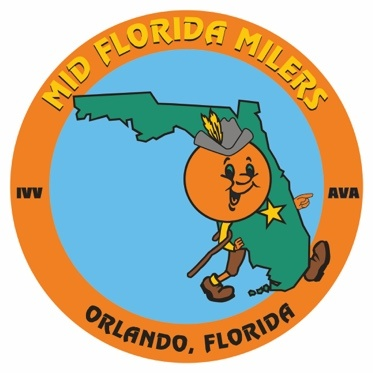 MID FLORIDA MILERS
IVV
AVA
ORLANDO, FLORIDA